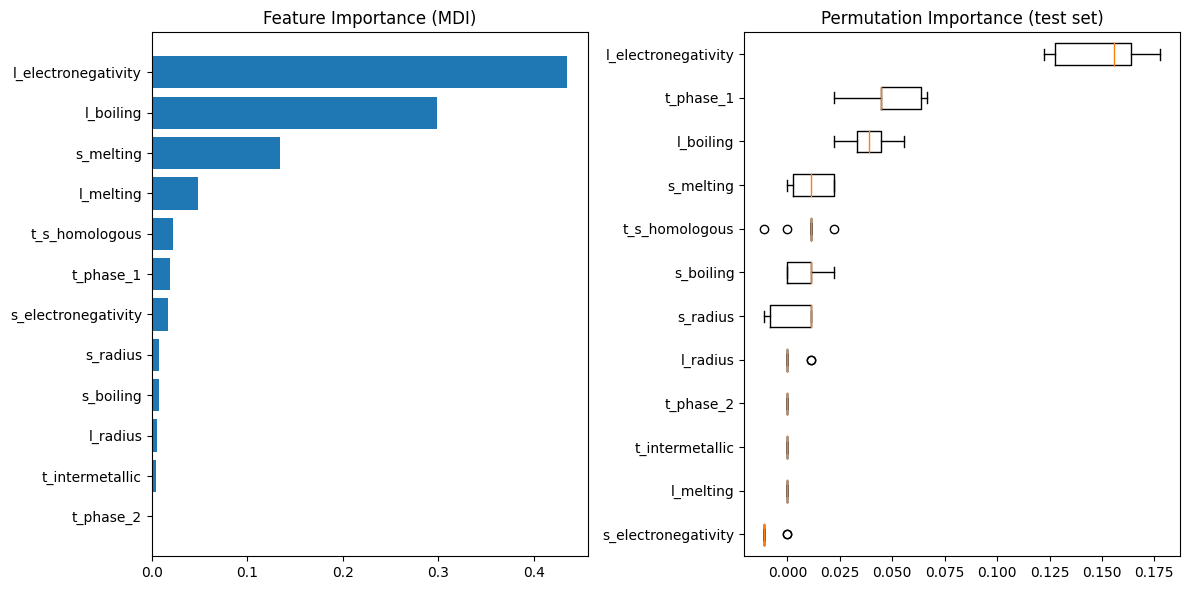 Feature Importance (MDI)
l_electronegativity
l_boiling
s_melting
l_melting
t_s_homologous
t_phase_1
s_electronegativity
s_radius
s_boiling
l_radius
t_intermetallic
t_phase_2
0.0 0.1 0.2 0.3 0.4
Permutation Importance (test set)
l_electronegativity
t_phase_1
l_boiling
s_melting
t_s_homologous
s_boiling
s_radius
l_radius
t_phase_2
t_intermetallic
l_melting
s_electronegativity
0.000 0.025 0.050 0.075 0.100 0.125 0.150 0.175